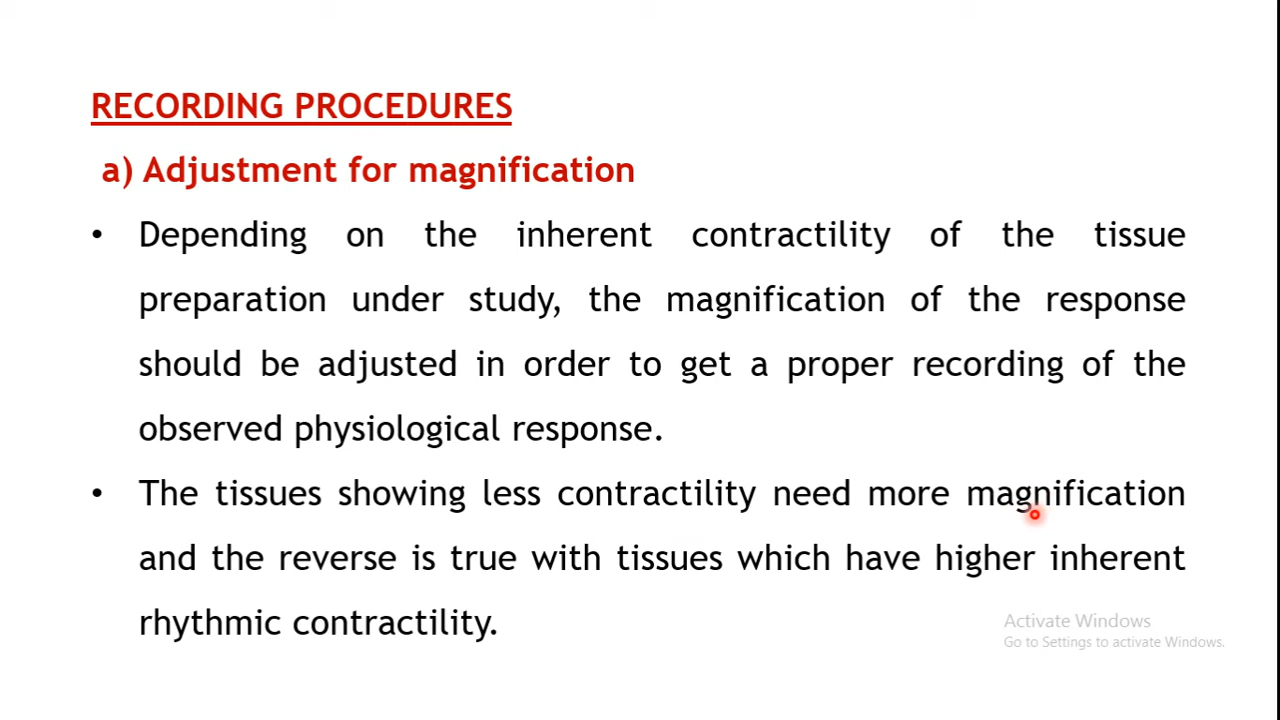 RECORDING PROCEDURES
a) Adjustment for magnification
• Depending on the inherent contractility of the tissue
preparation under study, the magnification of the response
should be adjusted in order to get a proper recording of the
observed physiological response.
• The tissues showing less contractility need more magnification
and the reverse is true with tissues which have higher inherent
rhythmic contractility.
Activate Windows
Go to Settings to activate Windows.